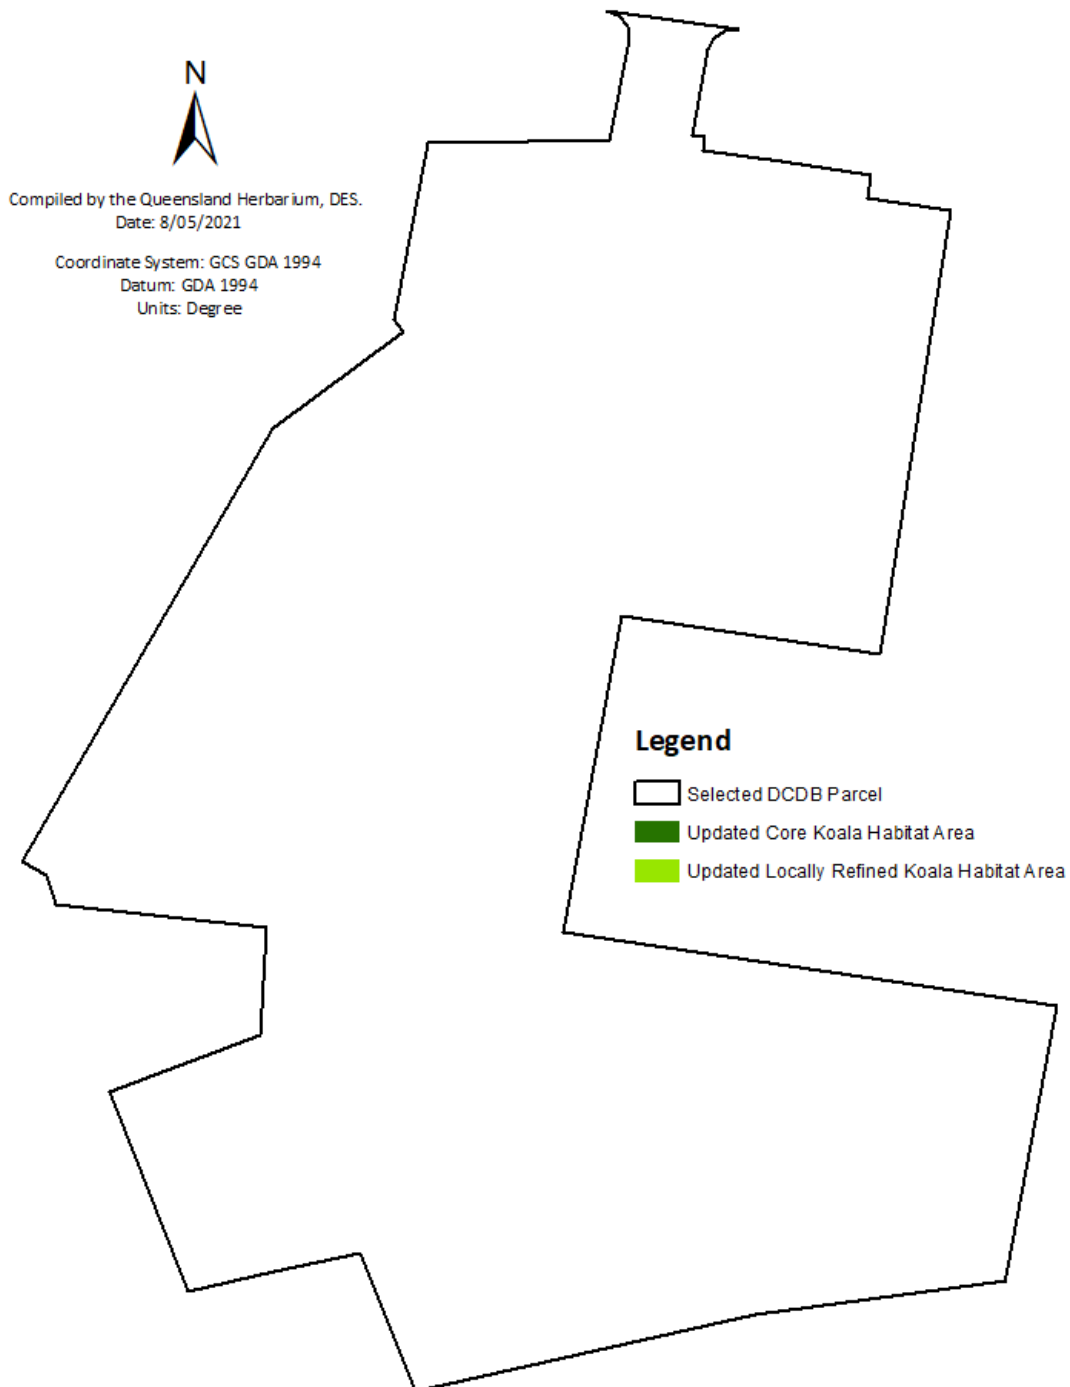 N
Compiled by the Queensland Herbarium, DES.
Date: 8/05/2021
Coordinate System: GCS GDA 1994
Datum: GDA 1994
Units: Degree
Legend
Selected DCDB Parcel
Updated Core Koala Habitat Area
Updated Locally Refined Koala Habitat Area